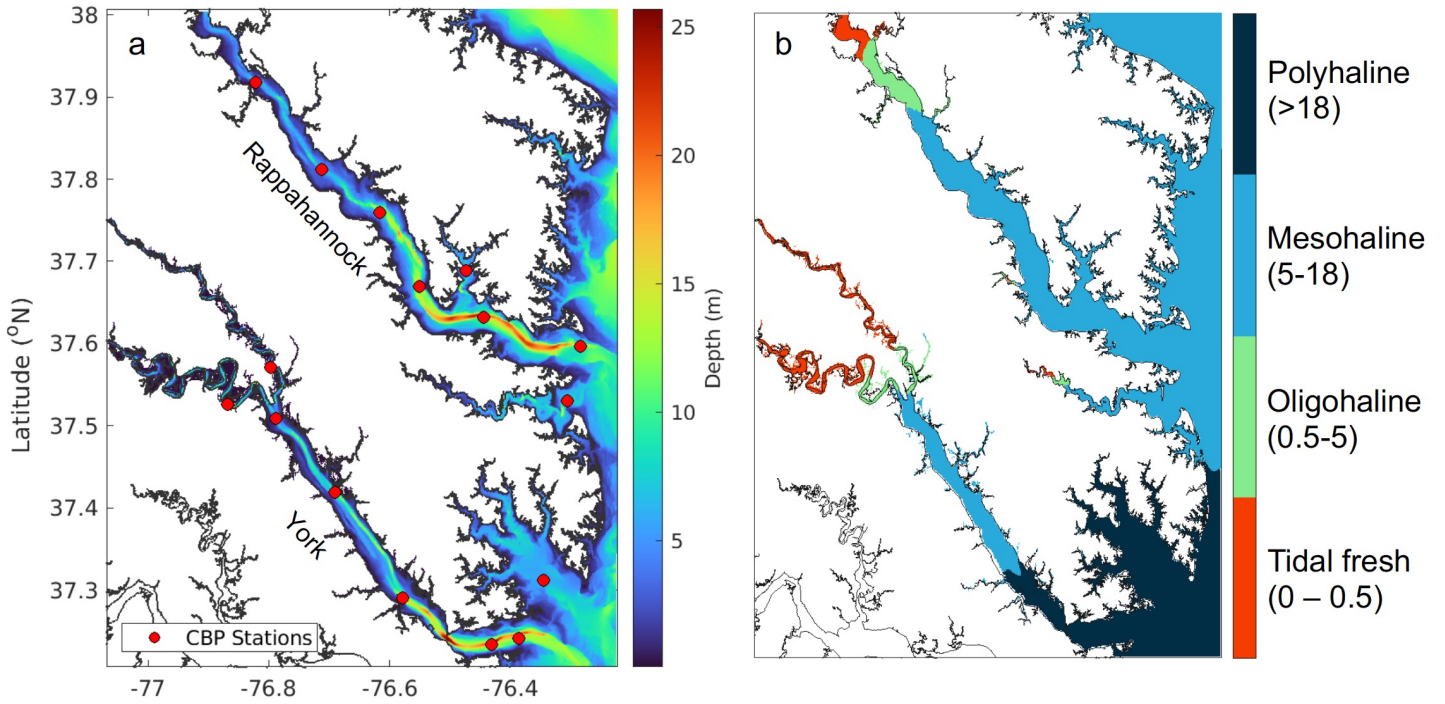 a
38
37.9
37.8
37.7
37.6
37.5
37.4
37.3
Latitude (°N)
Rappahannock
York
CBP Stations
-77
-76.8
-76.6
-76.4
25
20
15
10
5
Depth (m)
b
Polyhaline
(>18)
Mesohaline
(5-18)
Oligohaline
(0.5-5)
Tidal fresh
(0 – 0.5)